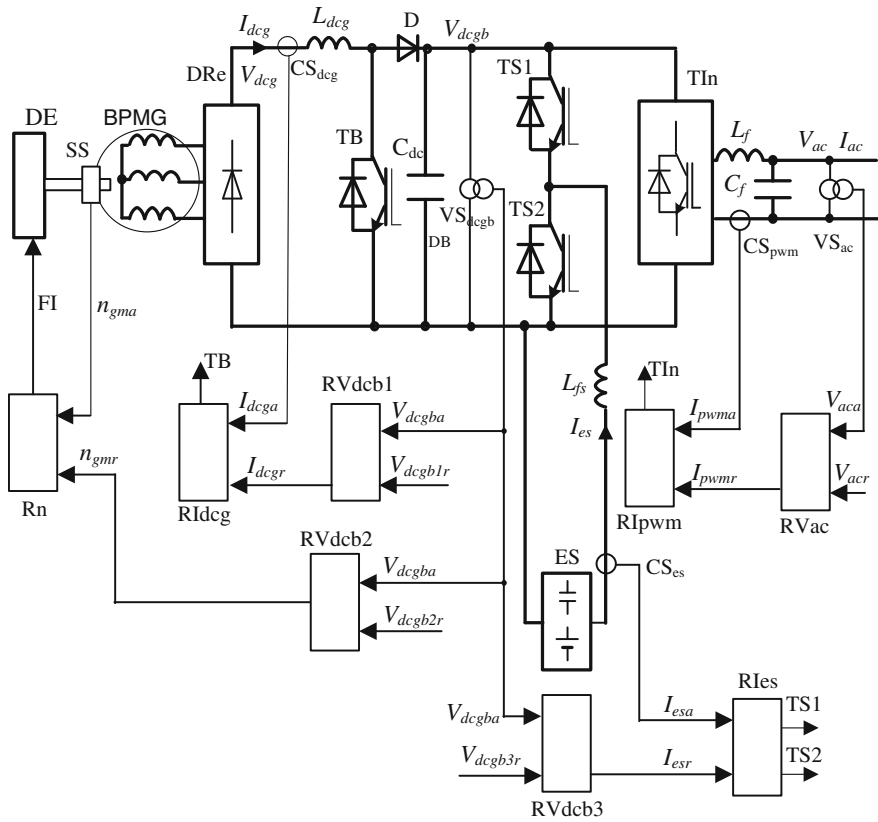 I_dcg
L_dcg
D
V_dcgb
DRe
V_dcg
CS_dcg
TS1
TIn
DE
BPMG
SS
TB
C_dc
L_f
V_ac
I_ac
C_f
TS2
VS_dcgb
DB
CS_pwm
VS_ac
FI
n_gma
TB
RVdcb1
L_fs
TIn
I_dcga
V_dcgba
I_es
I_pwma
V_aca
n_gmr
I_dcgr
V_dcgb1r
I_pwmr
V_acr
Rn
RIdcg
RIpwm
RVac
RVdcb2
ES
CS_es
V_dcgba
V_dcgb2r
RIes
V_dcgba
I_esa
TS1
V_dcgb3r
I_esr
TS2
RVdcb3